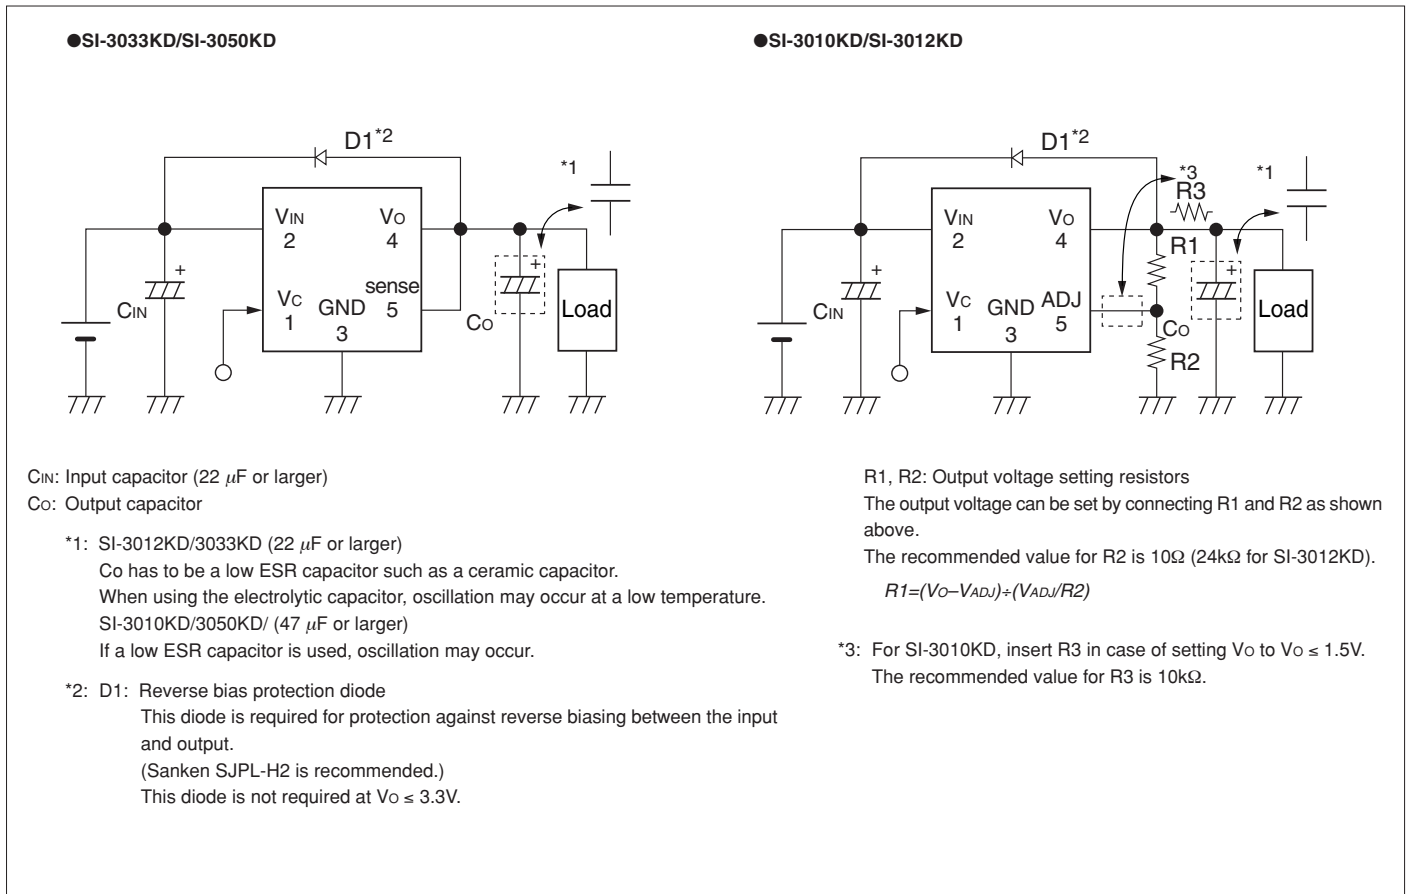 ●SI-3033KD/SI-3050KD
D1*2
*1
VIN
2
VO
4
sense
5
VC
1
GND
3
CIN
+
CO
+
Load
●SI-3010KD/SI-3012KD
D1*2
*3
R3
*1
VIN
2
VO
4
R1
VC
1
GND
3
ADJ
5
CIN
+
CO
+
R2
Load
CIN: Input capacitor (22 μF or larger)
CO: Output capacitor
*1: SI-3012KD/3033KD (22 μF or larger)
Co has to be a low ESR capacitor such as a ceramic capacitor.
When using the electrolytic capacitor, oscillation may occur at a low temperature.
SI-3010KD/3050KD/ (47 μF or larger)
If a low ESR capacitor is used, oscillation may occur.
*2: D1: Reverse bias protection diode
This diode is required for protection against reverse biasing between the input
and output.
(Sanken SJPL-H2 is recommended.)
This diode is not required at VO ≤ 3.3V.
R1, R2: Output voltage setting resistors
The output voltage can be set by connecting R1 and R2 as shown
above.
The recommended value for R2 is 10Ω (24kΩ for SI-3012KD).
R1=(VO–VADJ)÷(VADJ/R2)
*3: For SI-3010KD, insert R3 in case of setting VO to VO ≤ 1.5V.
The recommended value for R3 is 10kΩ.